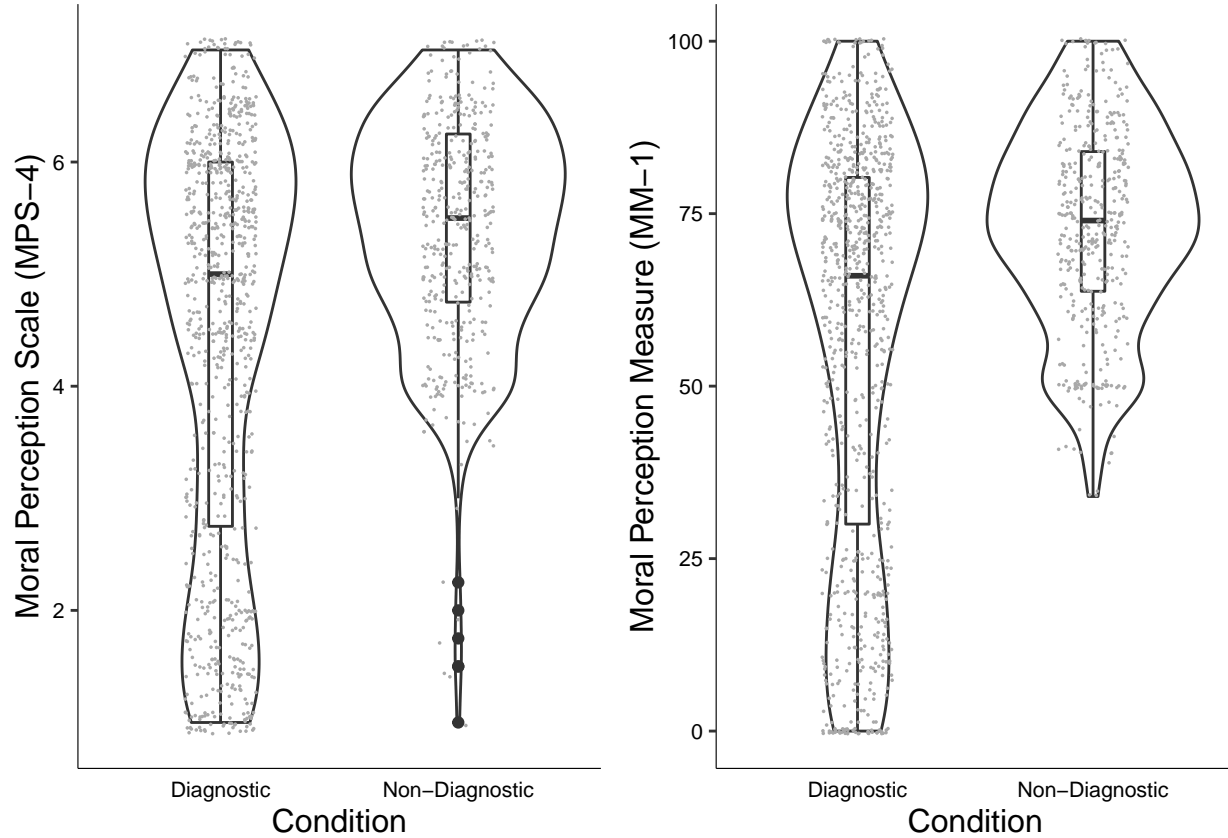 Moral Perception Scale (MPS−4)
6
4
2
Diagnostic
Non−Diagnostic
Condition
Moral Perception Measure (MM−1)
100
75
50
25
0
Diagnostic
Non−Diagnostic
Condition